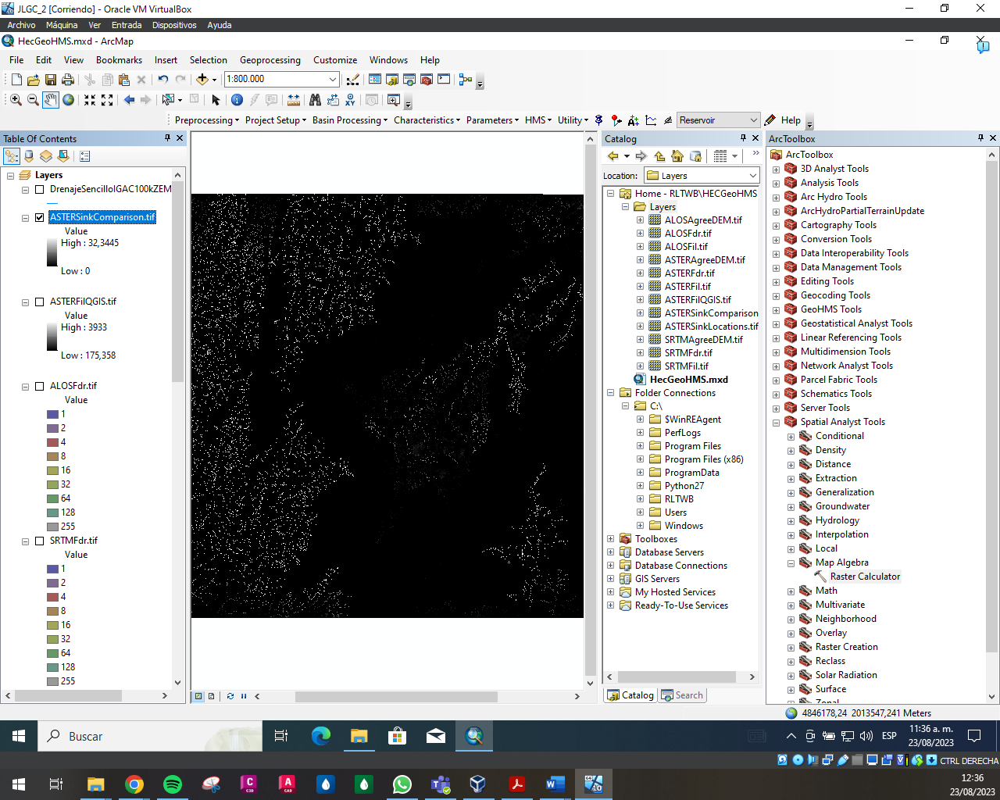 JLGC_2 [Corriendo] - Oracle VM VirtualBox
Archivo Máquina Ver Entrada Dispositivos Ayuda
HecGeoHMS.mxd - ArcMap
File Edit View Bookmarks Insert Selection Geoprocessing Customize Windows Help
1:800.000
Preprocessing Project Setup Basin Processing Characteristics Parameters HMS Utility Reservoir Help
Table Of Contents
Layers
DrenajeSencilloIGAC100kZEM
ASTERSinkComparison.tif
Value
High : 32,3445
Low : 0
ASTERFilQGIS.tif
Value
High : 3933
Low : 175,358
ALOSFdr.tif
Value
1
2
4
8
16
32
64
128
255
SRTMFdr.tif
Value
1
2
4
8
16
32
64
128
255
Catalog
Location: Layers
Home - RLTWB\HECGeoHMS
Layers
ALOSAgreeDEM.tif
ALOSFdr.tif
ALOSFil.tif
ASTERAgreeDEM.tif
ASTERFdr.tif
ASTERFil.tif
ASTERFilQGIS.tif
ASTERSinkComparison
ASTERSinkLocations.tif
SRTMAgreeDEM.tif
SRTMFdr.tif
SRTMFil.tif
HecGeoHMS.mxd
Folder Connections
C:\
$WinREAgent
PerfLogs
Program Files
Program Files (x86)
ProgramData
Python27
RLTWB
Users
Windows
Toolboxes
Database Servers
Database Connections
GIS Servers
My Hosted Services
Ready-To-Use Services
Catalog Search
ArcToolbox
ArcToolbox
3D Analyst Tools
Analysis Tools
Arc Hydro Tools
ArcHydroPartialTerrainUpdate
Cartography Tools
Conversion Tools
Data Interoperability Tools
Data Management Tools
Editing Tools
Geocoding Tools
GeoHMS Tools
Geostatistical Analyst Tools
Linear Referencing Tools
Multidimension Tools
Network Analyst Tools
Parcel Fabric Tools
Schematics Tools
Server Tools
Spatial Analyst Tools
Conditional
Density
Distance
Extraction
Generalization
Groundwater
Hydrology
Interpolation
Local
Map Algebra
Raster Calculator
Math
Multivariate
Neighborhood
Overlay
Raster Creation
Reclass
Solar Radiation
Surface
Zonal
4846178,24 2013547,241 Meters
Buscar
ESP
11:36 a. m.
23/08/2023
CTRL DERECHA
12:36
23/08/2023